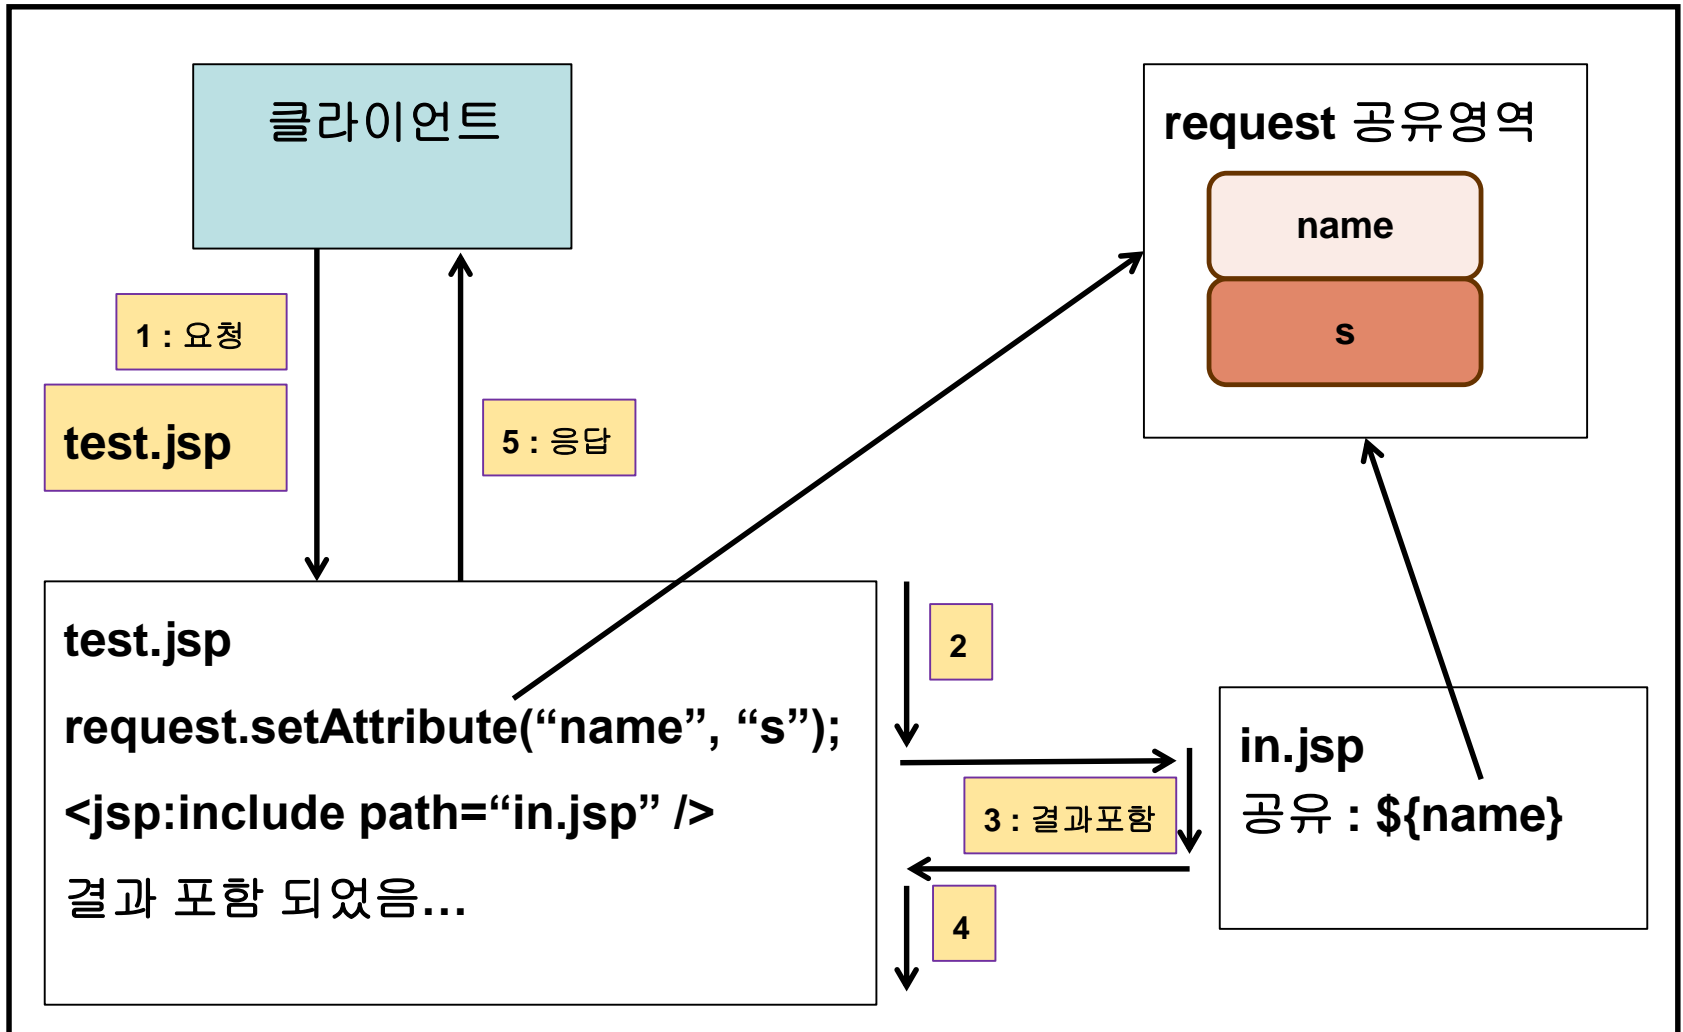 클라이언트
request 공유영역
name
s
1 : 요청
test.jsp
5 : 응답
test.jsp
request.setAttribute(“name”, “s”);
<jsp:include path=“in.jsp” />
결과 포함 되었음…
2
3 : 결과포함
4
in.jsp
공유 : ${name}